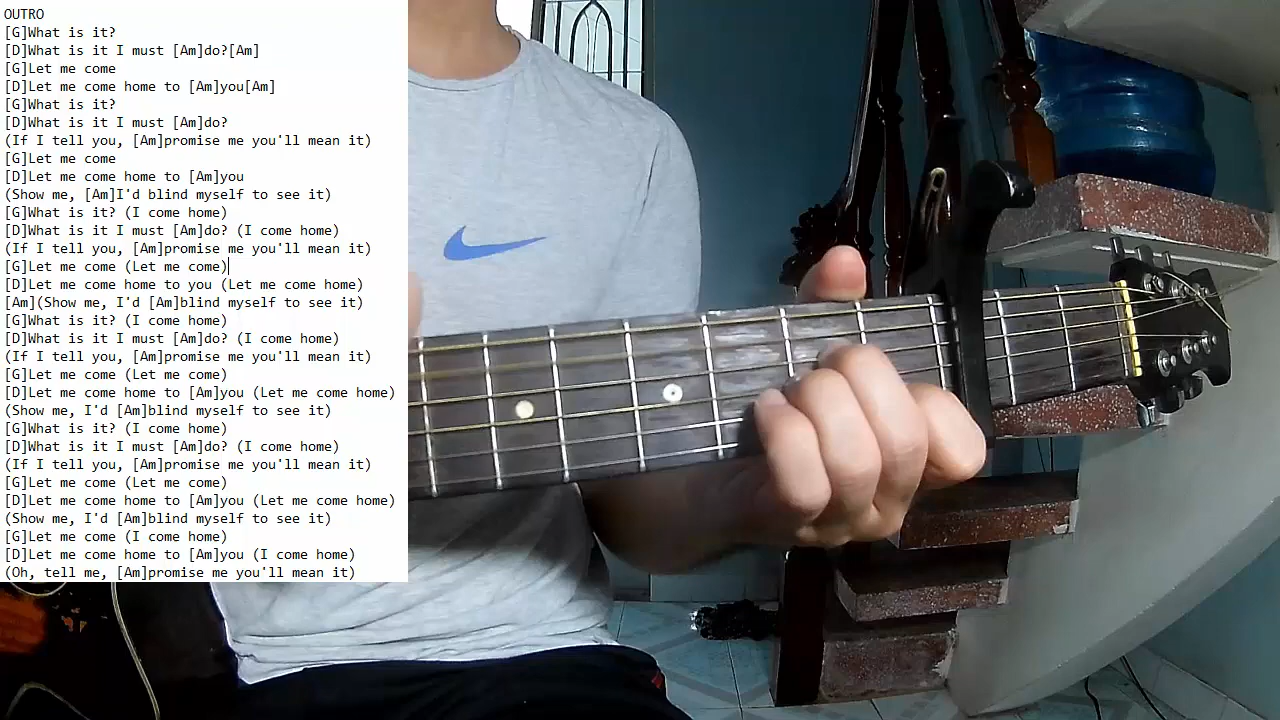 OUTRO
[G]What is it?
[D]What is it I must [Am]do?[Am]
[G]Let me come
[D]Let me come home to [Am]you[Am]
[G]What is it?
[D]What is it I must [Am]do?
(If I tell you, [Am]promise me you'll mean it)
[G]Let me come
[D]Let me come home to [Am]you
(Show me, [Am]I'd blind myself to see it)
[G]What is it? (I come home)
[D]What is it I must [Am]do? (I come home)
(If I tell you, [Am]promise me you'll mean it)
[G]Let me come (Let me come)
[D]Let me come home to you (Let me come home)
[Am](Show me, I'd [Am]blind myself to see it)
[G]What is it? (I come home)
[D]What is it I must [Am]do? (I come home)
(If I tell you, [Am]promise me you'll mean it)
[G]Let me come (Let me come)
[D]Let me come home to [Am]you (Let me come home)
(Show me, I'd [Am]blind myself to see it)
[G]What is it? (I come home)
[D]What is it I must [Am]do? (I come home)
(If I tell you, [Am]promise me you'll mean it)
[G]Let me come (Let me come)
[D]Let me come home to [Am]you (Let me come home)
(Show me, I'd [Am]blind myself to see it)
[G]Let me come (I come home)
[D]Let me come home to [Am]you (I come home)
(Oh, tell me, [Am]promise me you'll mean it)